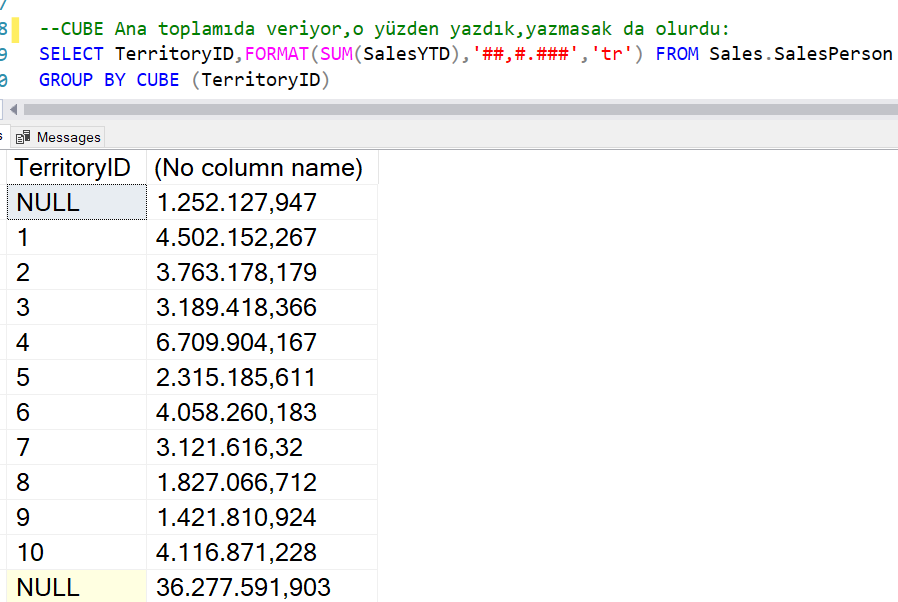 --CUBE Ana toplamıda veriyor,o yüzden yazdık,yazmasak da olurdu:
SELECT TerritoryID,FORMAT(SUM(SalesYTD),'##,#.###','tr') FROM Sales.SalesPerson
GROUP BY CUBE (TerritoryID)
Messages
TerritoryID (No column name)
NULL 1.252.127,947
1 4.502.152,267
2 3.763.178,179
3 3.189.418,366
4 6.709.904,167
5 2.315.185,611
6 4.058.260,183
7 3.121.616,32
8 1.827.066,712
9 1.421.810,924
10 4.116.871,228
NULL 36.277.591,903